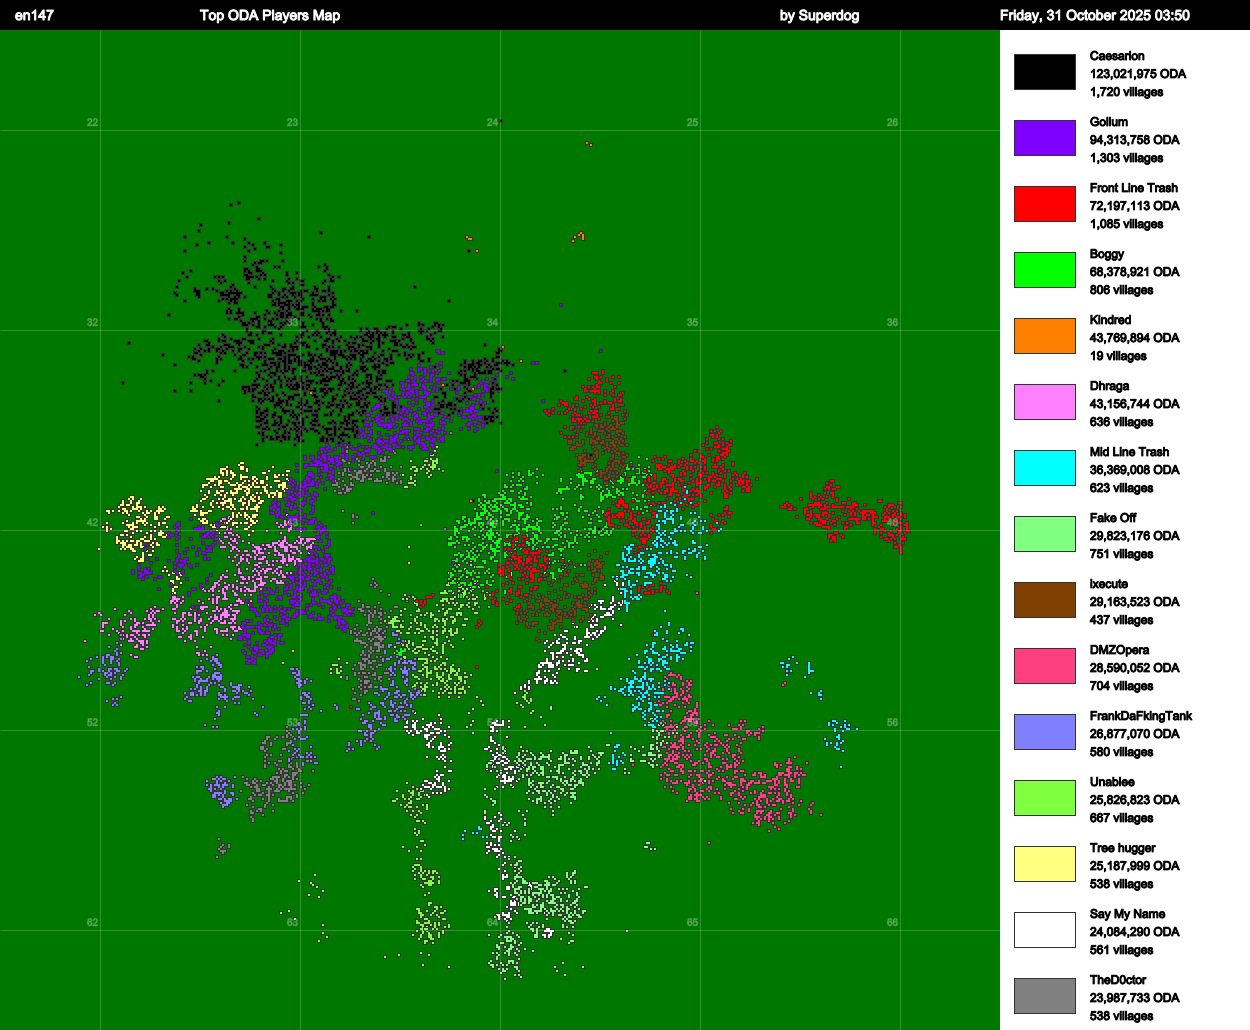 en147 Top ODA Players Map by Superdog Friday, 31 October 2025 03:50
Caesarion
123,021,975 ODA
1,720 villages
Gollum
94,313,758 ODA
1,303 villages
Front Line Trash
72,197,113 ODA
1,085 villages
Boggy
68,378,921 ODA
806 villages
Kindred
43,769,894 ODA
19 villages
Dhraga
43,156,744 ODA
636 villages
Mid Line Trash
36,369,008 ODA
623 villages
Fake Off
29,823,176 ODA
751 villages
ixecute
29,163,523 ODA
437 villages
DMZOpera
28,590,052 ODA
704 villages
FrankDaFkingTank
26,877,070 ODA
580 villages
Unablee
25,826,823 ODA
667 villages
Tree hugger
25,187,999 ODA
538 villages
Say My Name
24,084,290 ODA
561 villages
TheD0ctor
23,987,733 ODA
538 villages
22 23 24 25 26
32 33 34 35 36
42 43 45 46
52 53 56
62 63 64 65 66